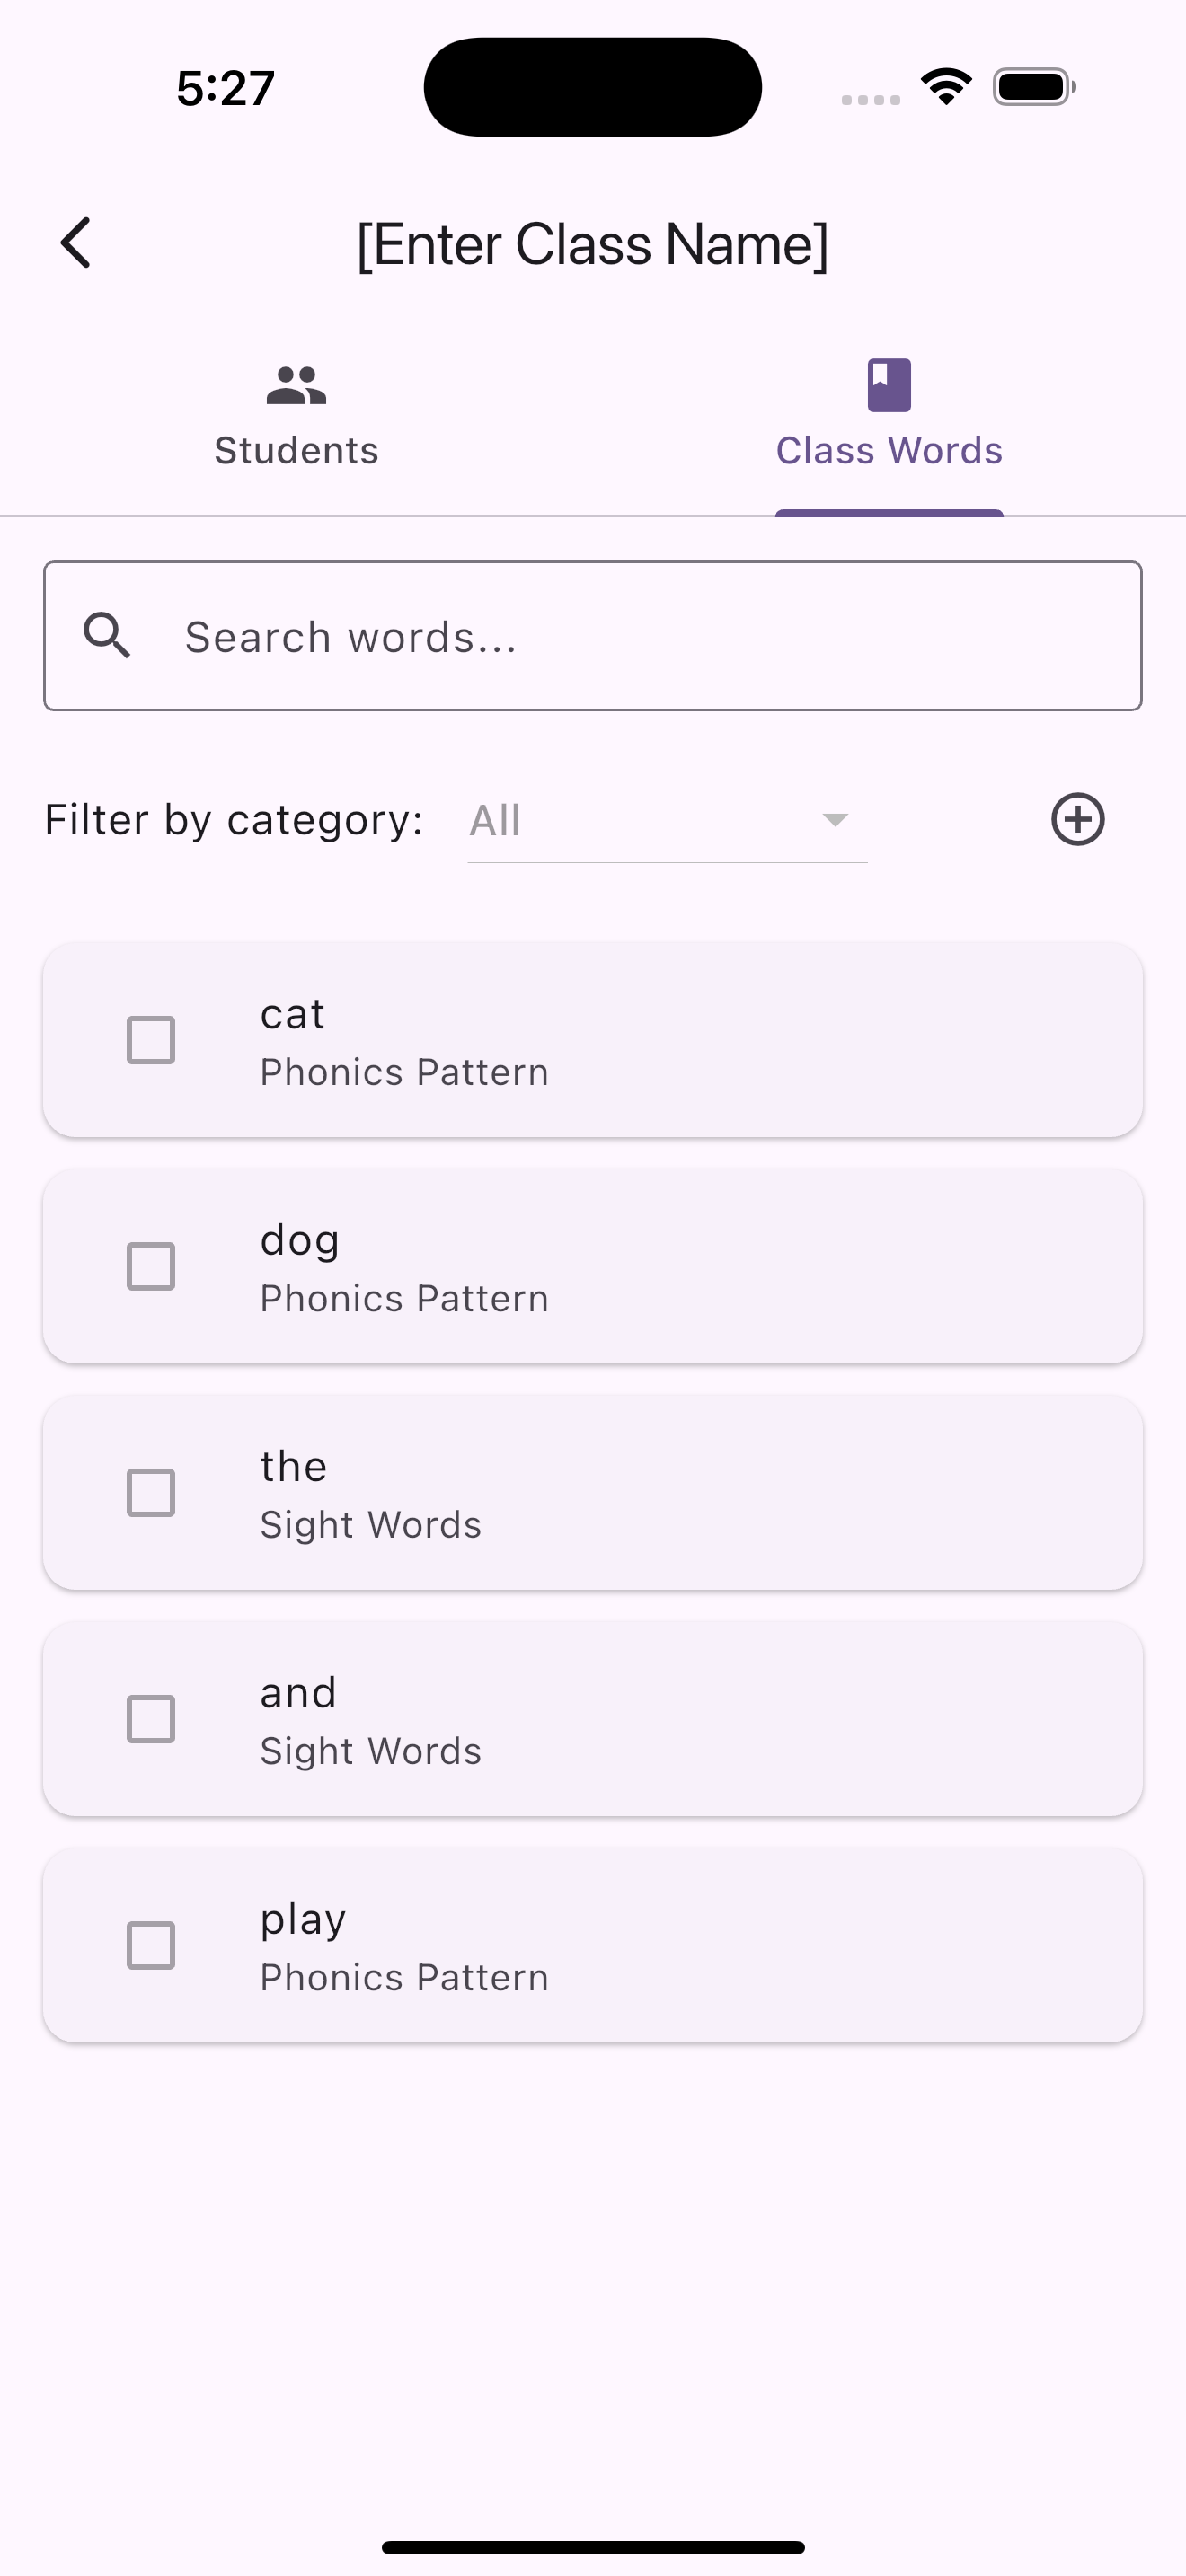 5:27
[Enter Class Name]
Students
Class Words
Search words...
Filter by category:
All
cat
Phonics Pattern
dog
Phonics Pattern
the
Sight Words
and
Sight Words
play
Phonics Pattern